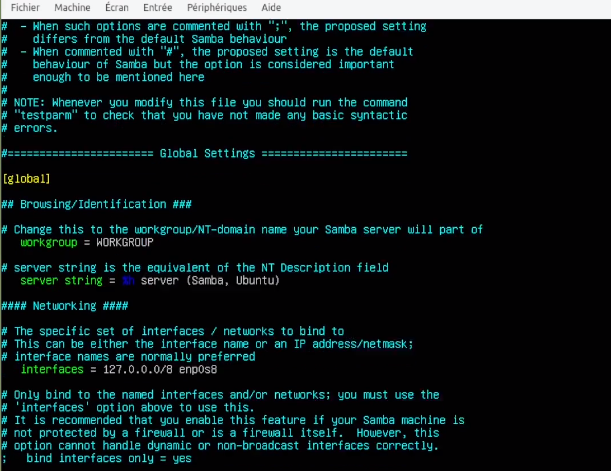 Fichier Machine Écran Entrée Périphériques Aide
#  - When such options are commented with ";", the proposed setting
#    differs from the default Samba behaviour
#  - When commented with "#", the proposed setting is the default
#    behaviour of Samba but the option is considered important
#    enough to be mentioned here
#
# NOTE: Whenever you modify this file you should run the command
# "testparm" to check that you have not made any basic syntactic
# errors.
#======================= Global Settings =======================
[global]
## Browsing/Identification ###
# Change this to the workgroup/NT-domain name your Samba server will part of
   workgroup = WORKGROUP
# server string is the equivalent of the NT Description field
   server string = %h server (Samba, Ubuntu)
#### Networking ####
# The specific set of interfaces / networks to bind to
# This can be either the interface name or an IP address/netmask;
# interface names are normally preferred
   interfaces = 127.0.0.0/8 enp0s8
# Only bind to the named interfaces and/or networks; you must use the
# 'interfaces' option above to use this.
# It is recommended that you enable this feature if your Samba machine is
# not protected by a firewall or is a firewall itself.  However, this
# option cannot handle dynamic or non-broadcast interfaces correctly.
;   bind interfaces only = yes